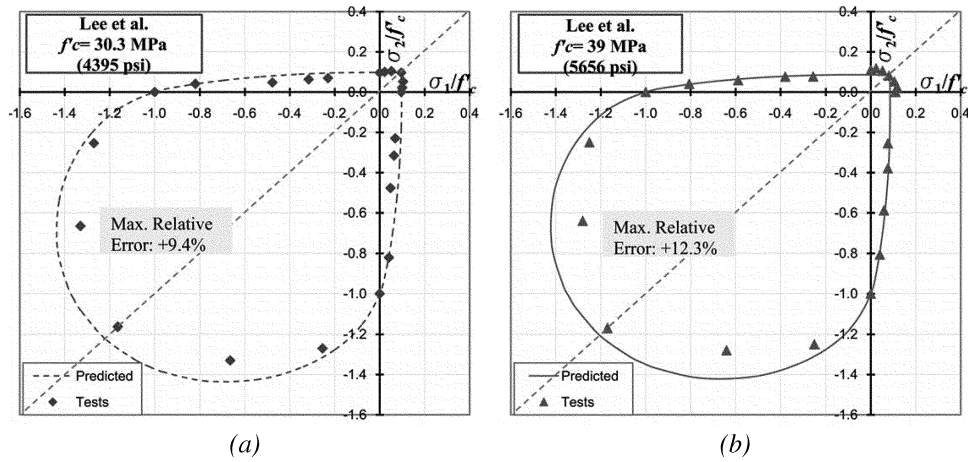 Lee et al.
f'c= 30.3 MPa
(4395 psi)
σ2/f'c
σ1/f'c
0.4
0.2
0.0
-0.2
-0.4
-0.6
-0.8
-1.0
-1.2
-1.4
-1.6
-1.6 -1.4 -1.2 -1.0 -0.8 -0.6 -0.4 -0.2 0.0 0.2 0.4
Max. Relative
Error: +9.4%
Predicted
Tests
(a)
Lee et al.
f'c= 39 MPa
(5656 psi)
σ2/f'c
σ1/f'c
0.4
0.2
0.0
-0.2
-0.4
-0.6
-0.8
-1.0
-1.2
-1.4
-1.6
-1.6 -1.4 -1.2 -1.0 -0.8 -0.6 -0.4 -0.2 0.0 0.2 0.4
Max. Relative
Error: +12.3%
Predicted
Tests
(b)